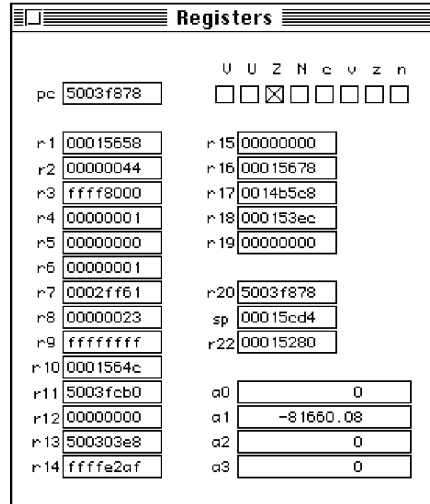 Registers
V U Z N c v z n
pc 5003f878
r1 00015658 r15 00000000
r2 00000044 r16 00015678
r3 ffff8000 r17 0014b5c8
r4 00000001 r18 000153ec
r5 00000000 r19 00000000
r6 00000001
r7 0002ff61 r20 5003f878
r8 00000023 sp 00015cd4
r9 ffffffff r22 00015280
r10 0001564c
r11 5003fcb0 a0 0
r12 00000000 a1 -81660.08
r13 500303e8 a2 0
r14 ffffe2af a3 0